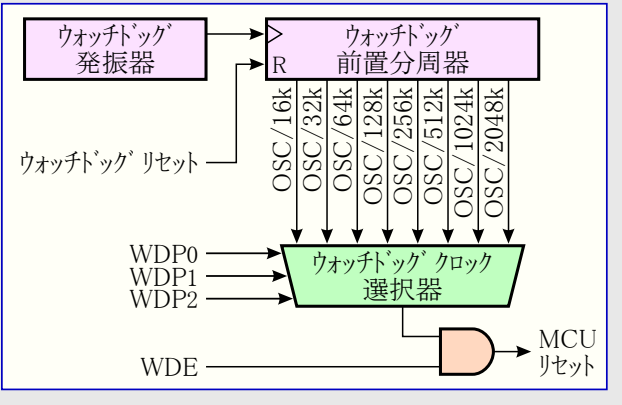 ウォッチドッグ
発振器
ウォッチドッグ
前置分周器
R
OSC/16k
OSC/32k
OSC/64k
OSC/128k
OSC/256k
OSC/512k
OSC/1024k
OSC/2048k
ウォッチドッグ リセット
WDP0
WDP1
WDP2
ウォッチドッグ クロック
選択器
WDE
MCU
リセット